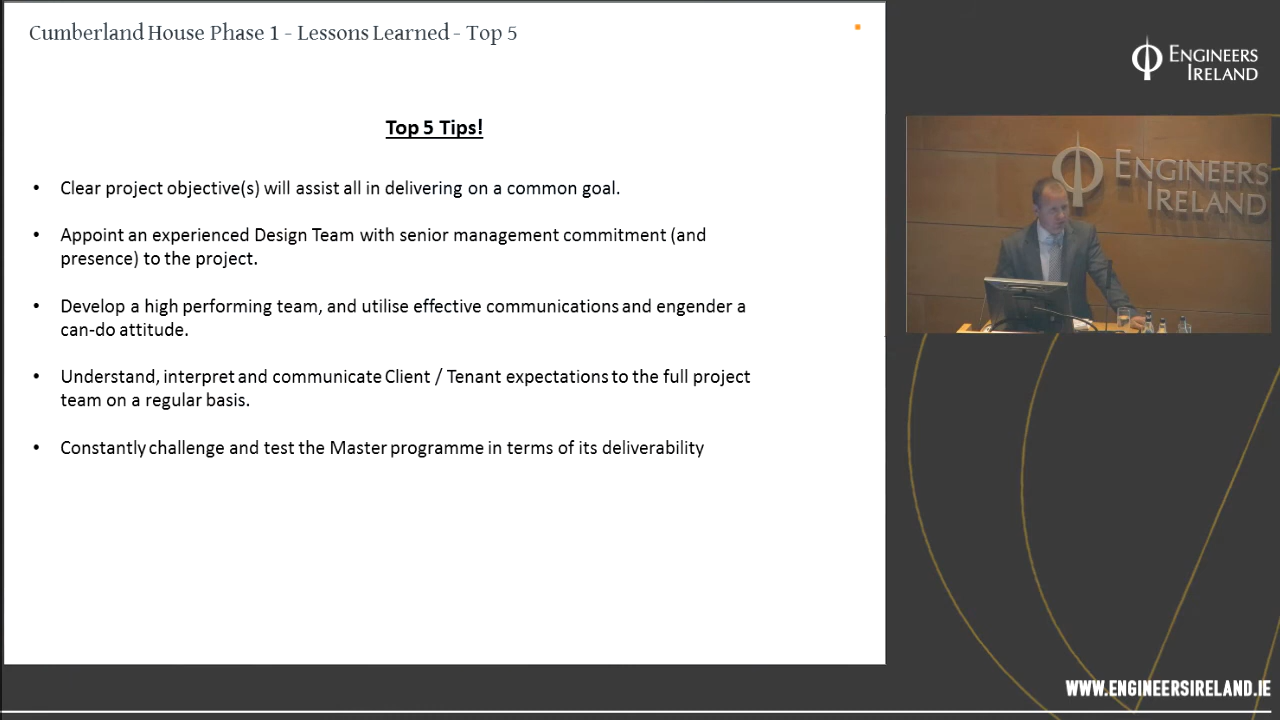 Cumberland House Phase 1 - Lessons Learned - Top 5
ENGINEERS
IRELAND
Top 5 Tips!
ENGINEERS
IRELAND
• Clear project objective(s) will assist all in delivering on a common goal.
• Appoint an experienced Design Team with senior management commitment (and
presence) to the project.
• Develop a high performing team, and utilise effective communications and engender a
can-do attitude.
• Understand, interpret and communicate Client / Tenant expectations to the full project
team on a regular basis.
• Constantly challenge and test the Master programme in terms of its deliverability
WWW.ENGINEERSIRELAND.IE